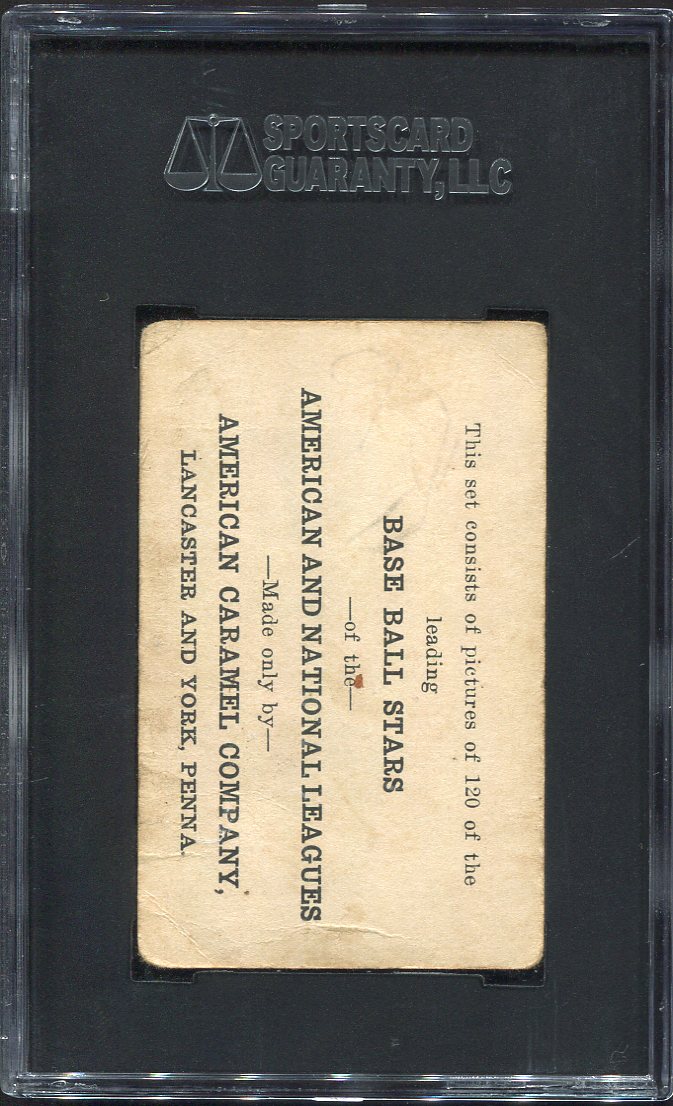 SPORTSCARD
GUARANTY, LLC
This set consists of pictures of 120 of the
leading
BASE BALL STARS
—of the—
AMERICAN AND NATIONAL LEAGUES
—Made only by—
AMERICAN CARAMEL COMPANY,
LANCASTER AND YORK, PENNA.